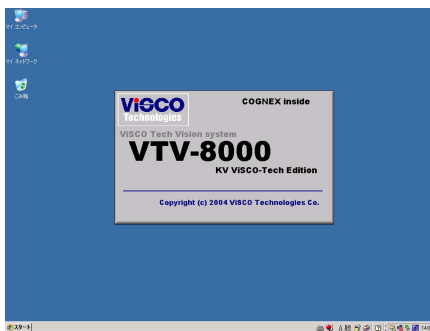 マイ コンピュータ
マイ ネットワーク
ごみ箱
ViSCO
Technologies
COGNEX inside
ViSCO Tech Vision system
VTV-8000
KV ViSCO-Tech Edition
Copyright (c) 2004 ViSCO Technologies Co.
スタート